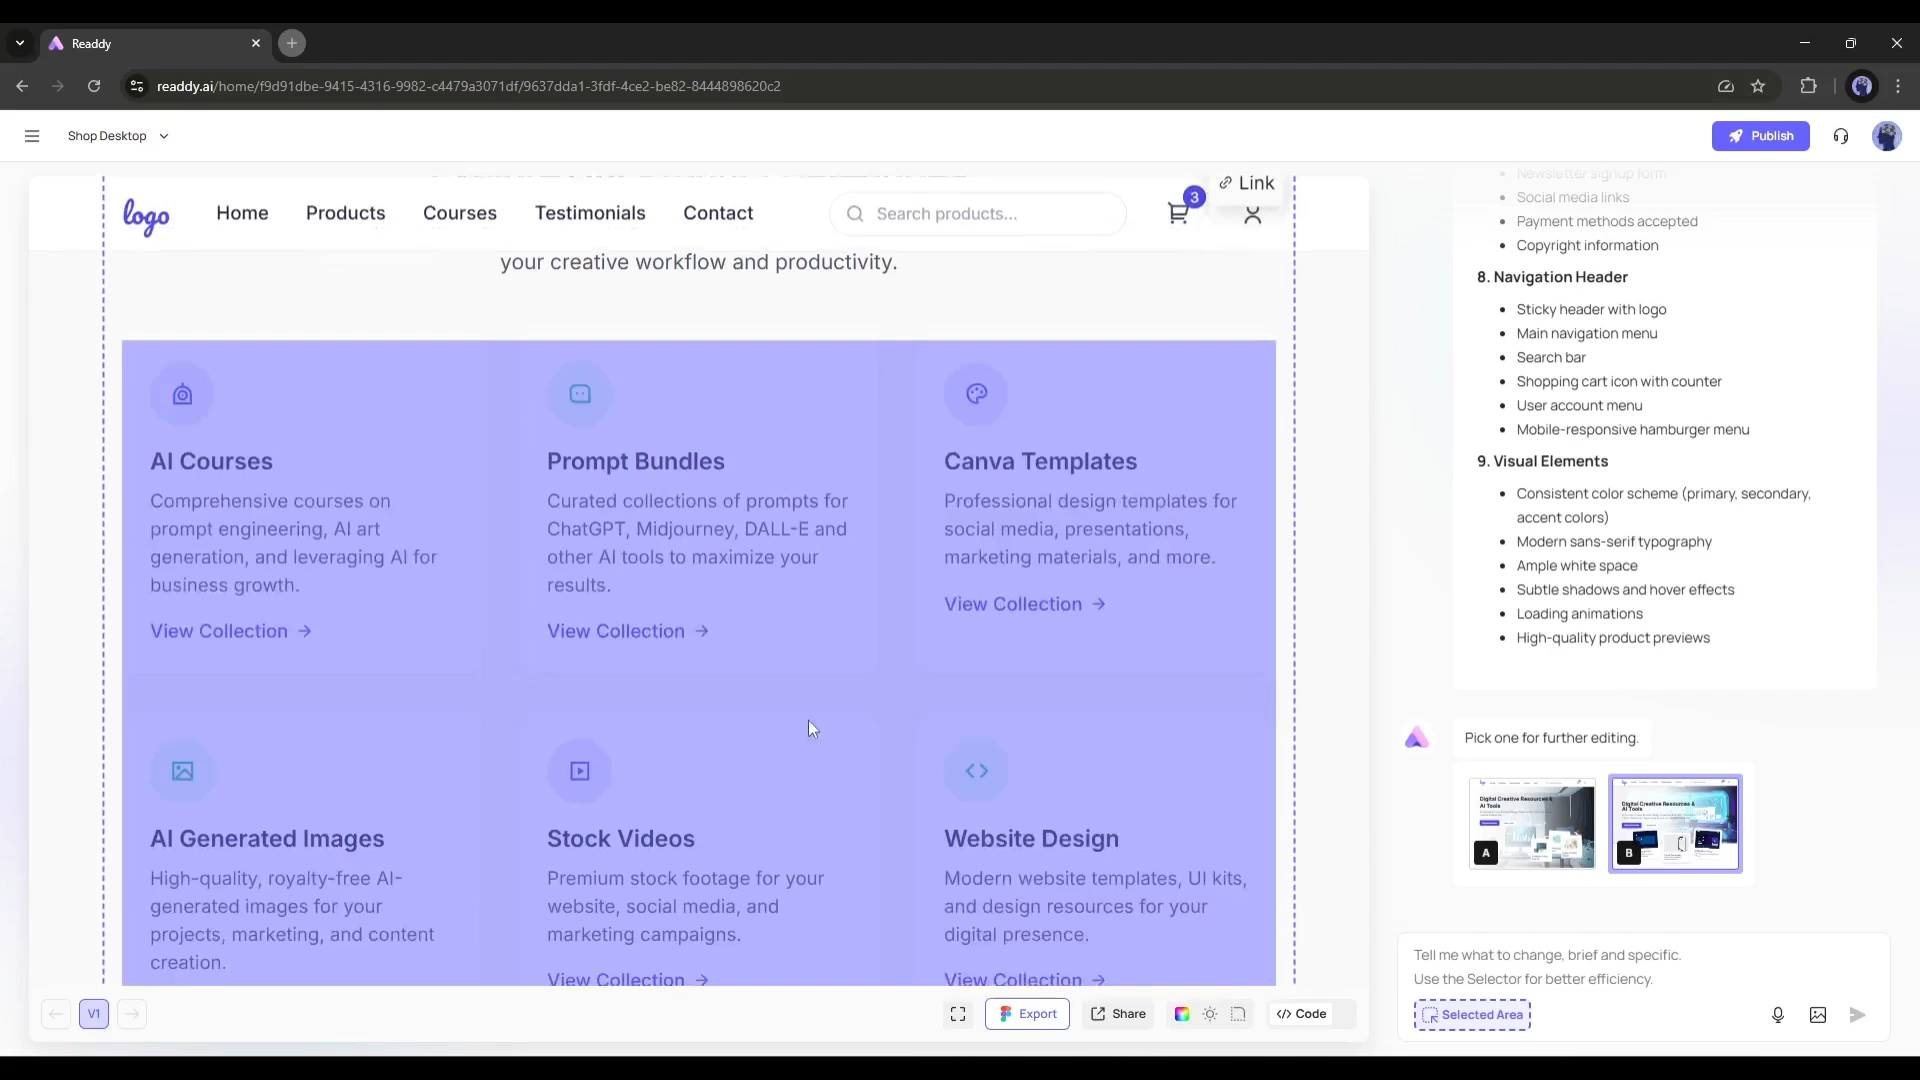 Readdy
readdy.ai/home/f9d91dbe-9415-4316-9982-c4479a3071df/9637dda1-3fdf-4ce2-be82-8444898620c2
Shop Desktop
Publish
logo
Home
Products
Courses
Testimonials
Contact
Search products...
3
Link
your creative workflow and productivity.
AI Courses
Comprehensive courses on
prompt engineering, AI art
generation, and leveraging AI for
business growth.
View Collection →
Prompt Bundles
Curated collections of prompts for
ChatGPT, Midjourney, DALL-E and
other AI tools to maximize your
results.
View Collection →
Canva Templates
Professional design templates for
social media, presentations,
marketing materials, and more.
View Collection →
AI Generated Images
High-quality, royalty-free AI-
generated images for your
projects, marketing, and content
creation.
Stock Videos
Premium stock footage for your
website, social media, and
marketing campaigns.
View Collection →
Website Design
Modern website templates, UI kits,
and design resources for your
digital presence.
View Collection →
V1
Export
Share
</> Code
• Newsletter signup form
• Social media links
• Payment methods accepted
• Copyright information
8. Navigation Header
• Sticky header with logo
• Main navigation menu
• Search bar
• Shopping cart icon with counter
• User account menu
• Mobile-responsive hamburger menu
9. Visual Elements
• Consistent color scheme (primary, secondary,
accent colors)
• Modern sans-serif typography
• Ample white space
• Subtle shadows and hover effects
• Loading animations
• High-quality product previews
Pick one for further editing.
Digital Creative Resources &
AI Tools
A
Digital Creative Resources &
AI Tools
B
Tell me what to change, brief and specific.
Use the Selector for better efficiency.
Selected Area